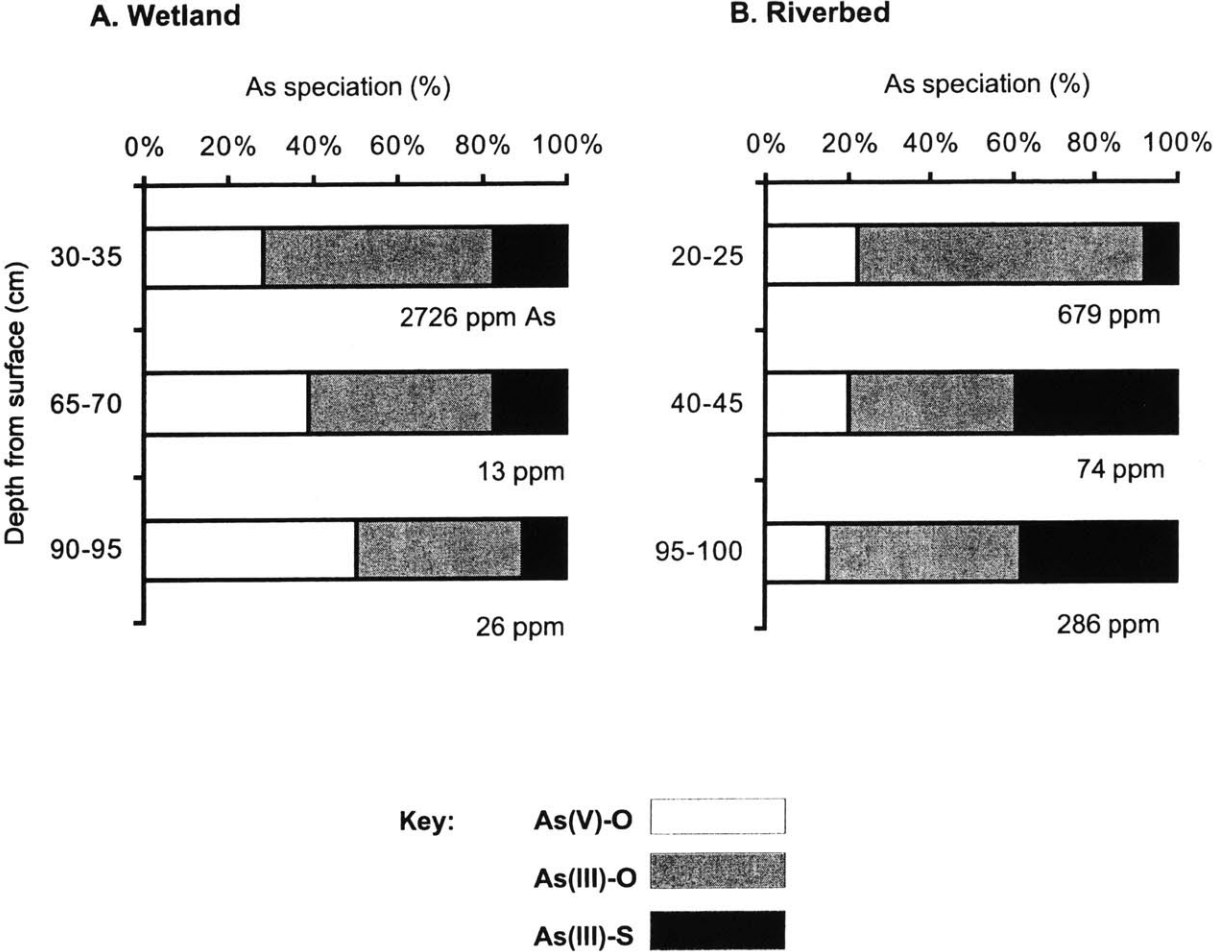 A. Wetland
As speciation (%)
0% 20% 40% 60% 80% 100%
Depth from surface (cm)
30-35
2726 ppm As
65-70
13 ppm
90-95
26 ppm
B. Riverbed
As speciation (%)
0% 20% 40% 60% 80% 100%
20-25
679 ppm
40-45
74 ppm
95-100
286 ppm
Key:
As(V)-O
As(III)-O
As(III)-S